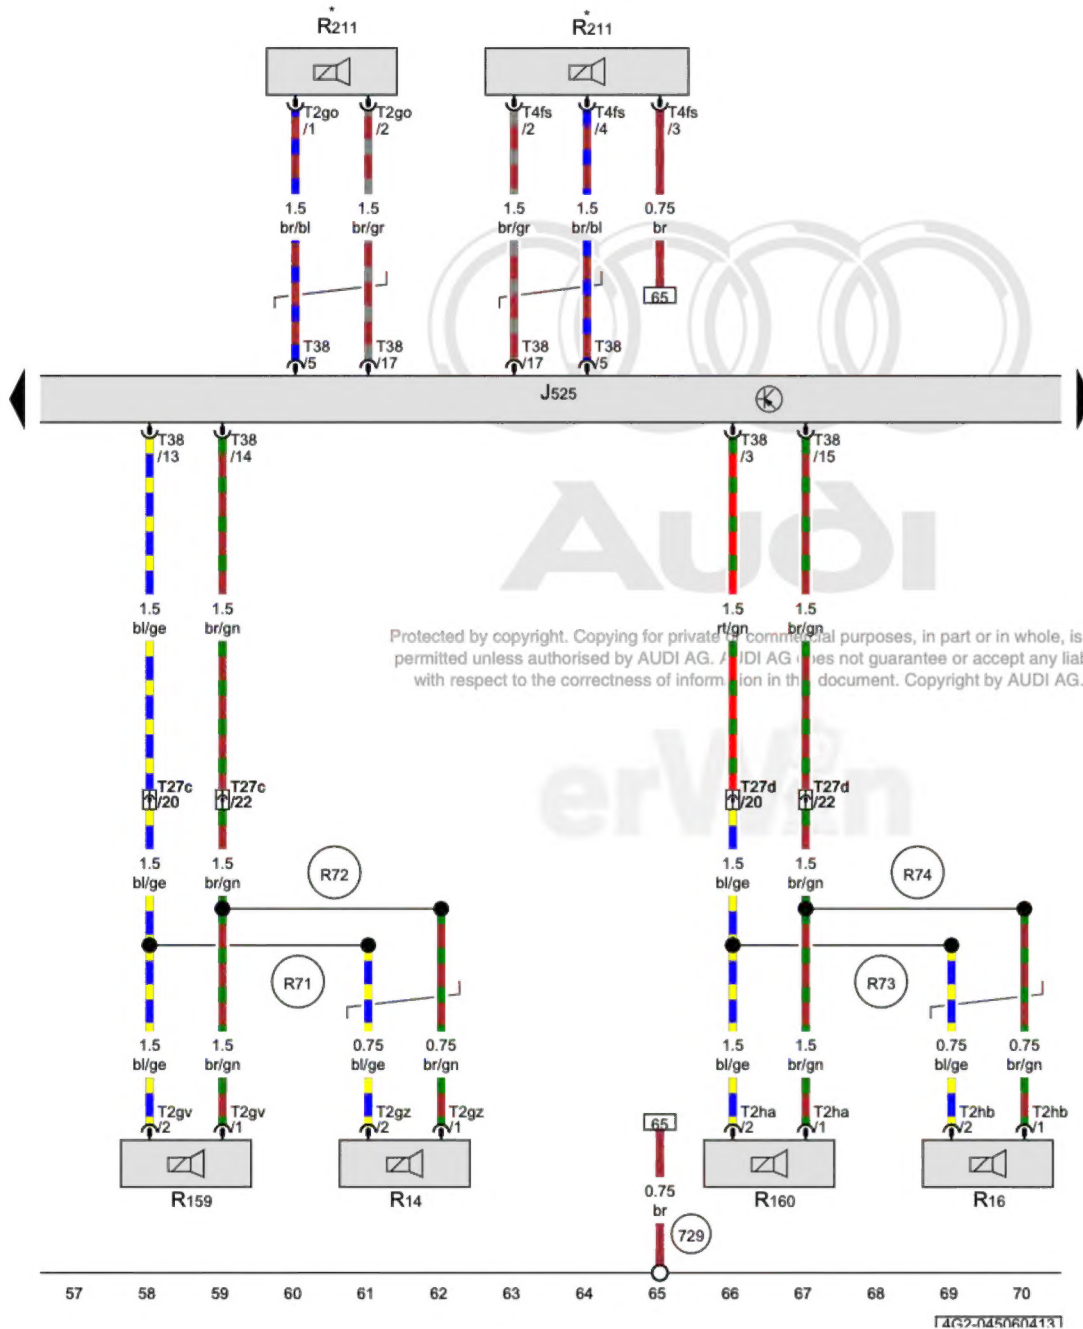 * *
R211 R211
T2go/1 T2go/2 T4fs/2 T4fs/4 T4fs/3
1.5 1.5 1.5 1.5 0.75
br/bl br/gr br/gr br/bl br
65
T38/5 T38/17 T38/17 T38/5
J525
T38/13 T38/14 T38/3 T38/15
Audi
1.5 1.5 1.5 1.5
bl/ge br/gn rt/gn br/gn
Protected by copyright. Copying for private or commercial purposes, in part or in whole, is
permitted unless authorised by AUDI AG. AUDI AG does not guarantee or accept any liab
with respect to the correctness of information in this document. Copyright by AUDI AG.
erWin
T27c/20 T27c/22 T27d/20 T27d/22
1.5 1.5 1.5 1.5
bl/ge br/gn bl/ge br/gn
R72 R74
R71 R73
1.5 1.5 0.75 0.75 1.5 1.5 0.75 0.75
bl/ge br/gn bl/ge br/gn bl/ge br/gn bl/ge br/gn
T2gv/2 T2gv/1 T2gz/2 T2gz/1 T2ha/2 T2ha/1 T2hb/2 T2hb/1
65
R159 R14 R160 R16
0.75
br
729
57 58 59 60 61 62 63 64 65 66 67 68 69 70
4G2-045060413